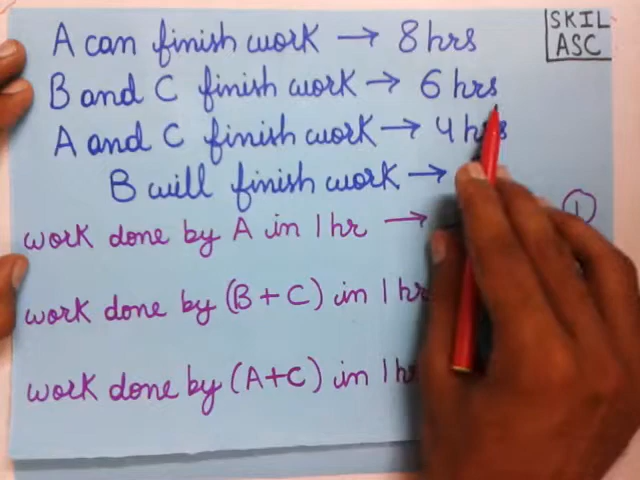 SKIL
ASC
A can finish work → 8 hrs
B and C finish work → 6 hrs
A and C finish work → 4 hrs
B will finish work →
work done by A in 1 hr →
1
work done by (B + C) in 1 hr
work done by (A+C) in 1 hr